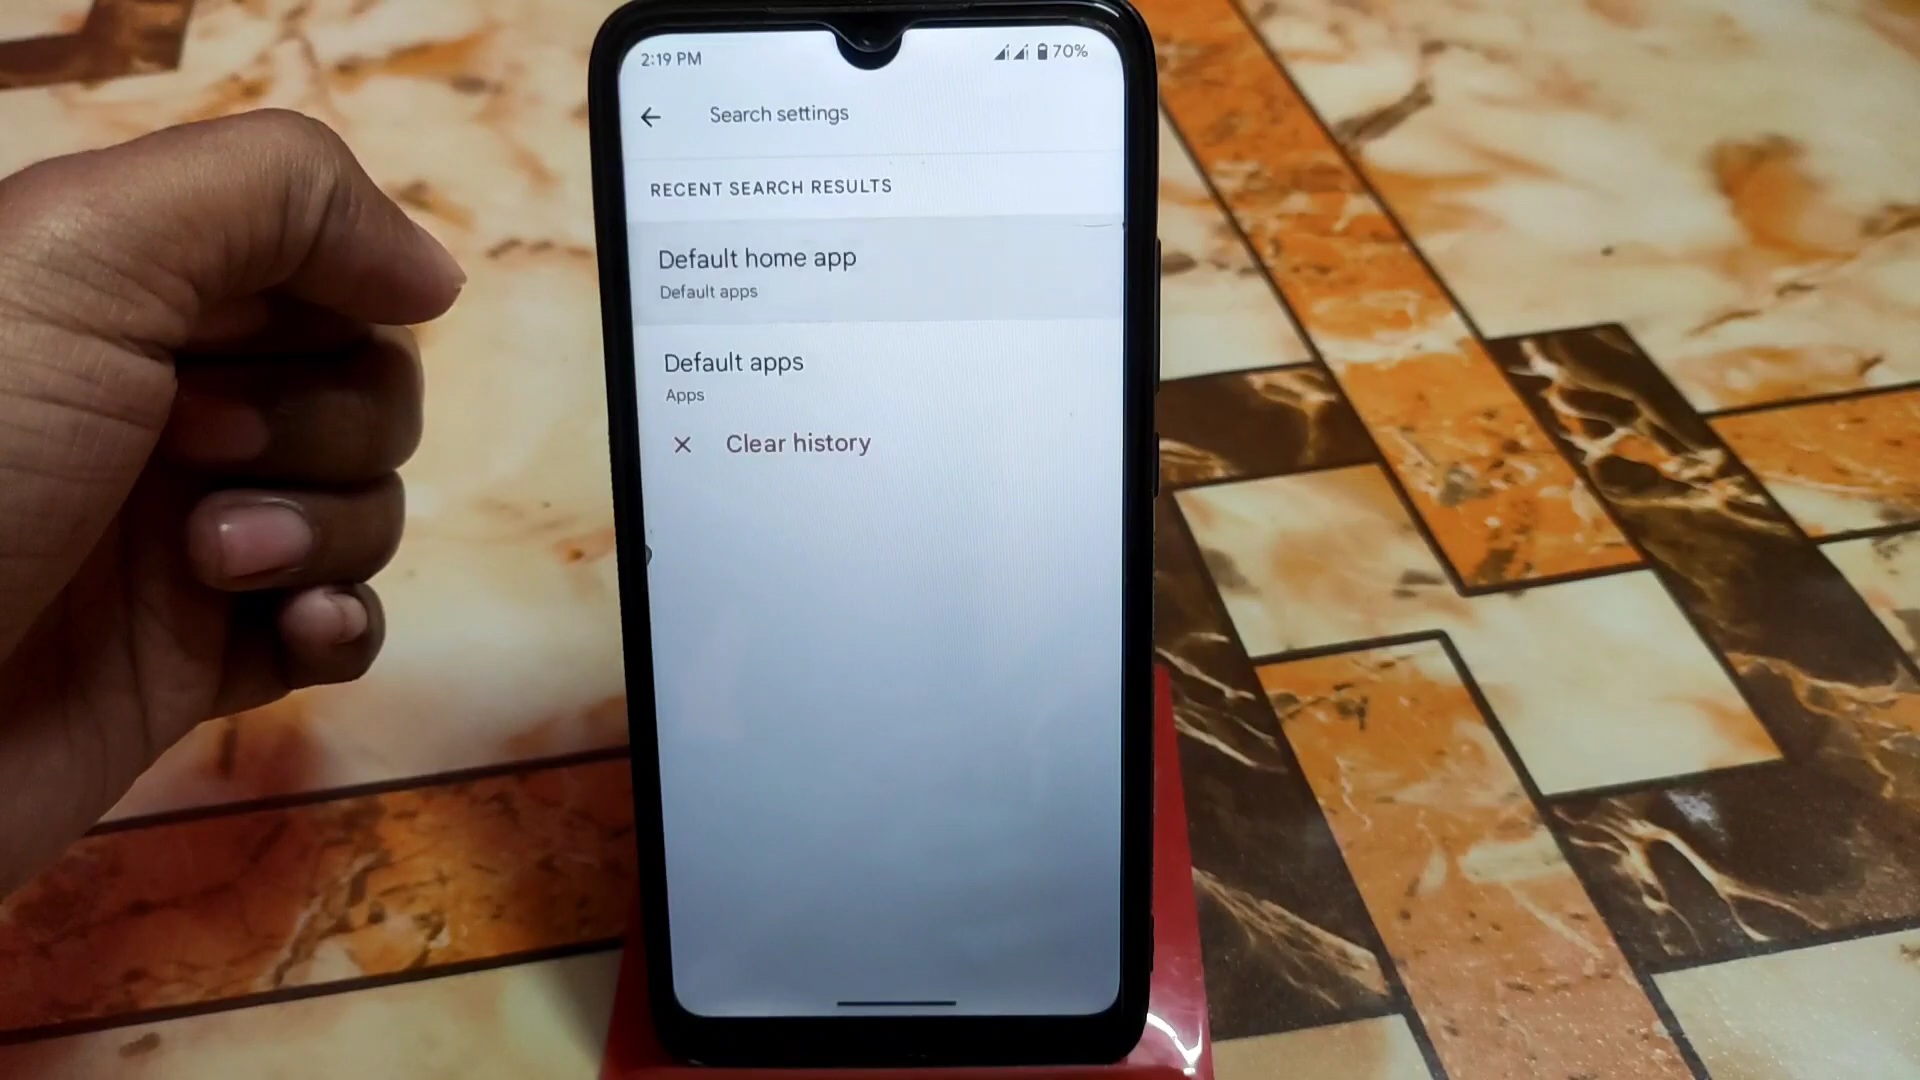 2:19 PM
70%
Search settings
RECENT SEARCH RESULTS
Default home app
Default apps
Default apps
Apps
Clear history